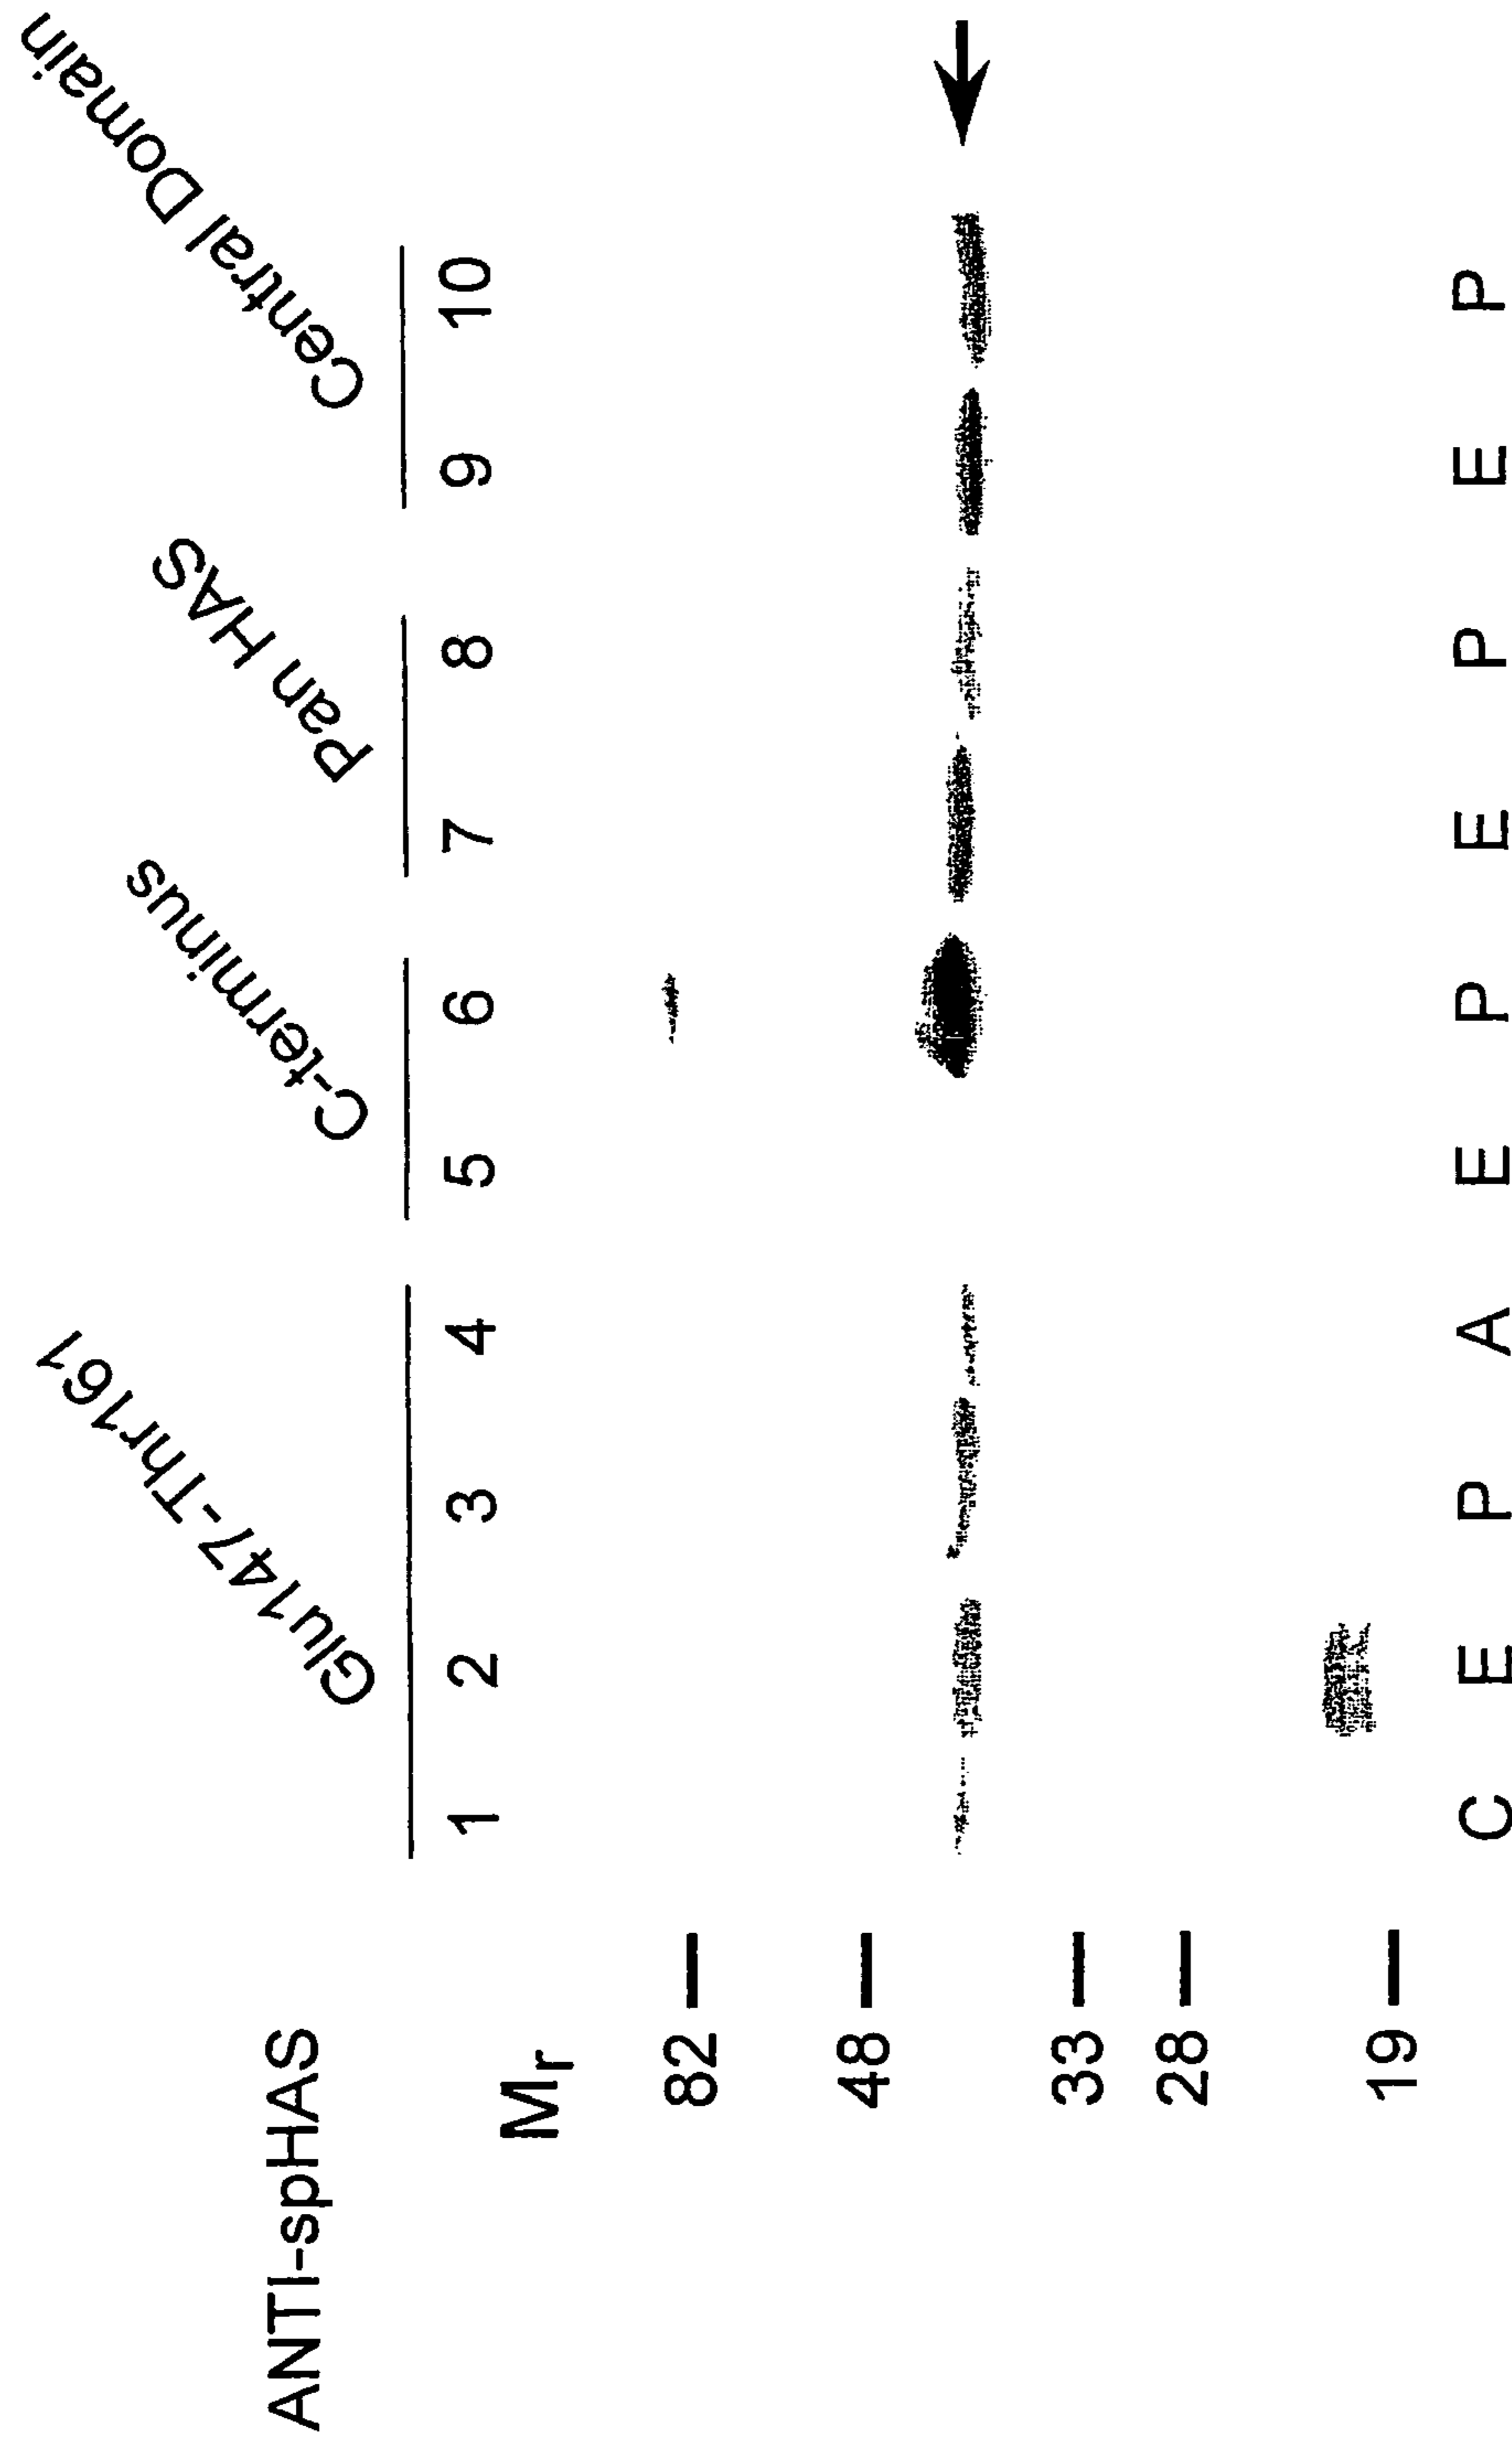 ANTI-spHAS
Glu147-Thr161
C-terminus
Pan HAS
Central Domain
Mr
1 2 3 4 5 6 7 8 9 10
82
48
33
28
19
C E P A E P E P E P